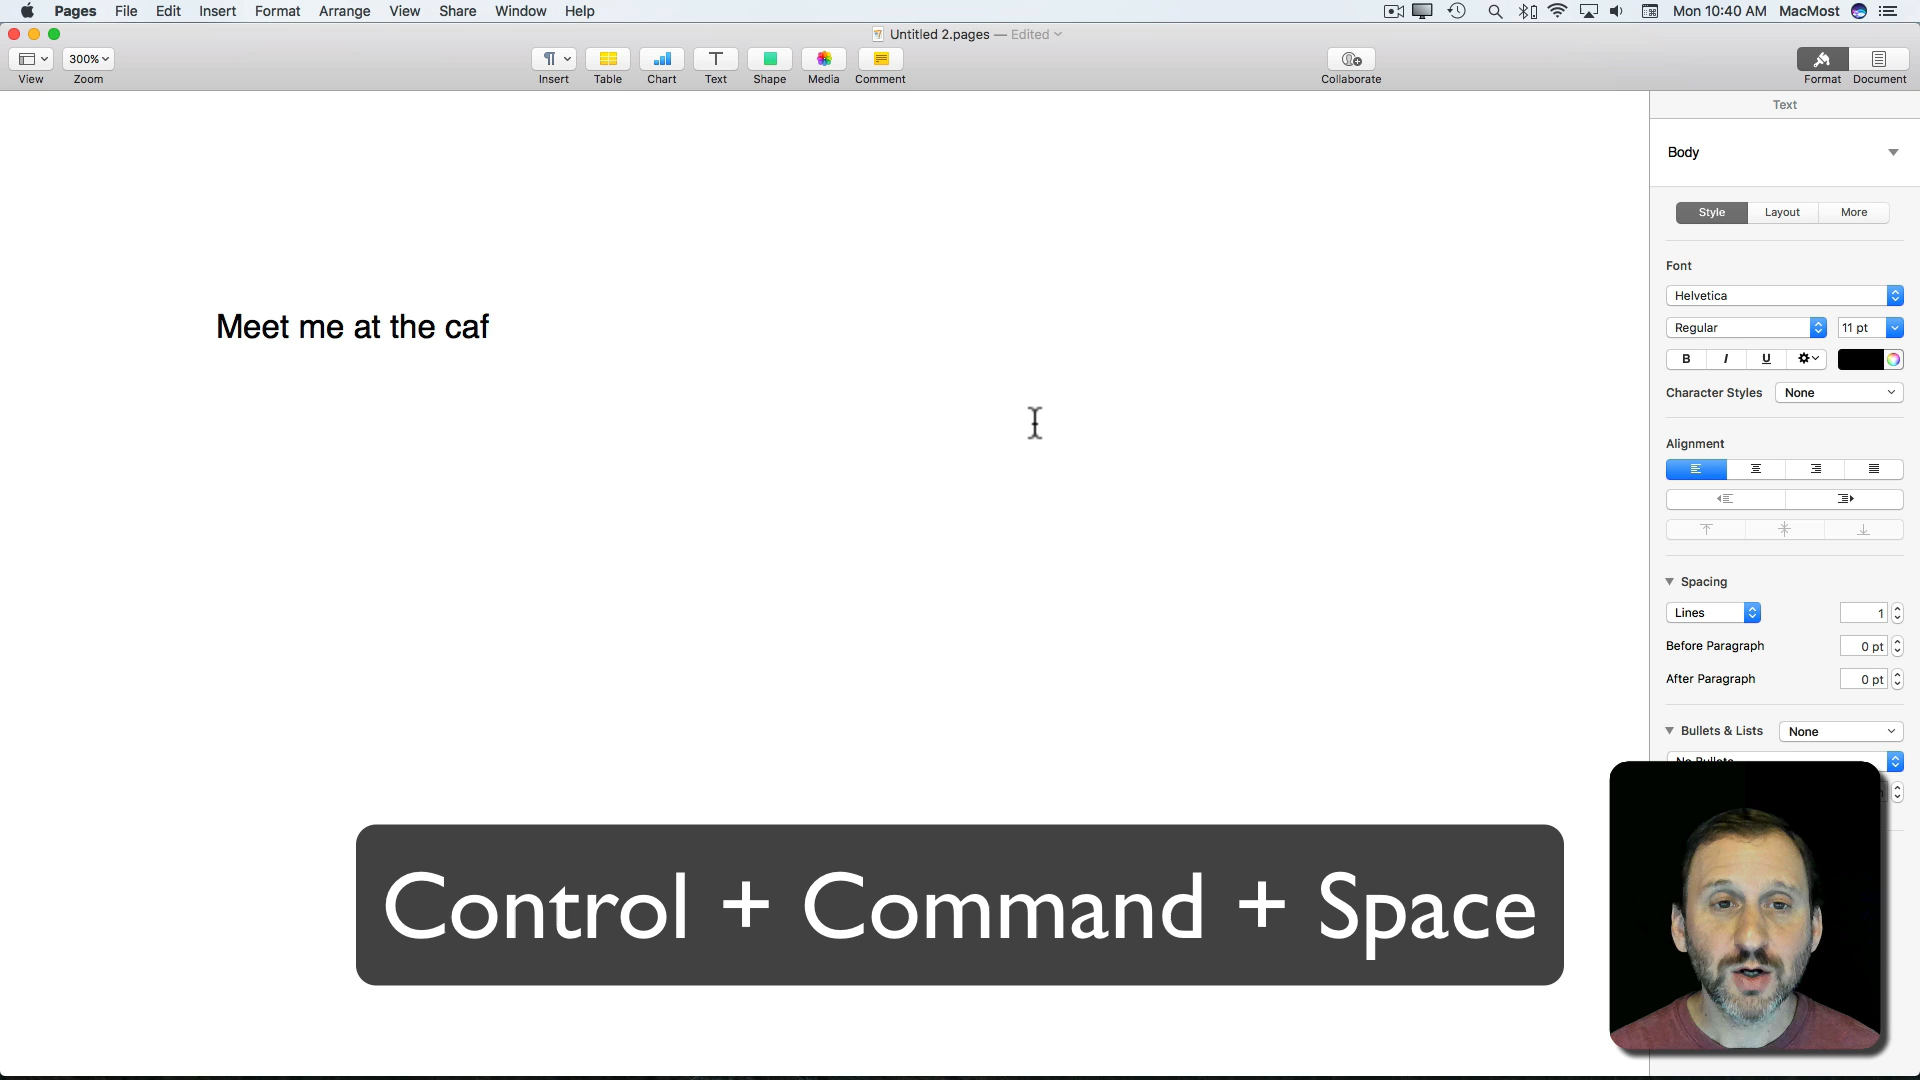 Pages File Edit Insert Format Arrange View Share Window Help Mon 10:40 AM MacMost
Untitled 2.pages — Edited
300%
View Zoom Insert Table Chart Text Shape Media Comment Collaborate Format Document
Text
Body
Style Layout More
Font
Helvetica
Regular 11 pt
B I U
Character Styles None
Alignment
Spacing
Lines 1
Before Paragraph 0 pt
After Paragraph 0 pt
Bullets & Lists None
No Bullets
Meet me at the caf
Control + Command + Space